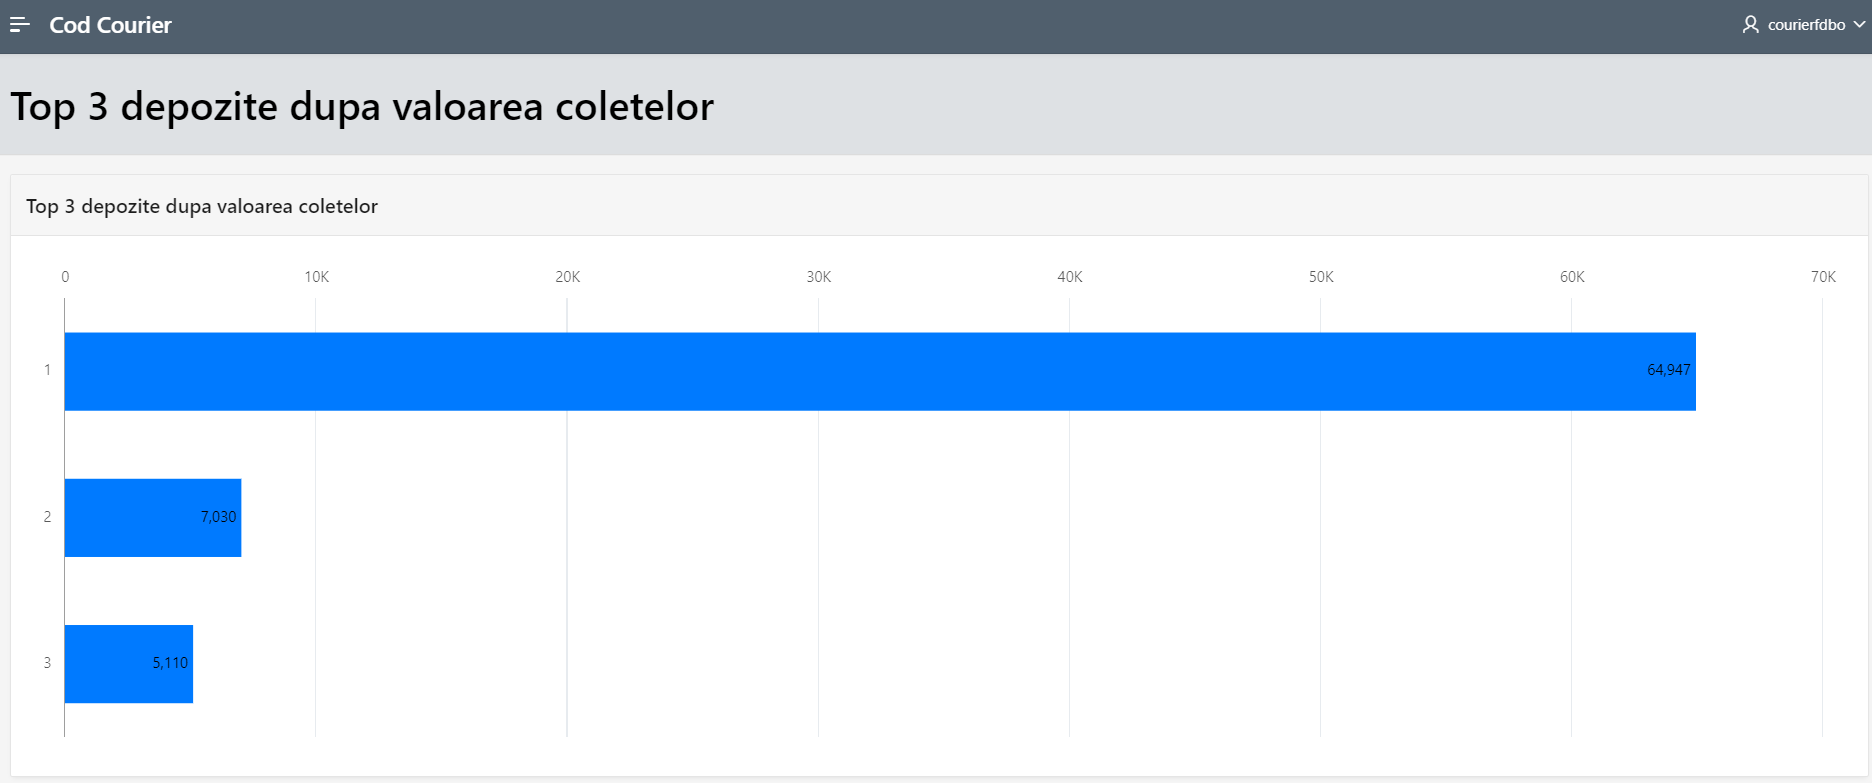 Cod Courier
courierfdbo
Top 3 depozite dupa valoarea coletelor
Top 3 depozite dupa valoarea coletelor
0 10K 20K 30K 40K 50K 60K 70K
1 64,947
2 7,030
3 5,110